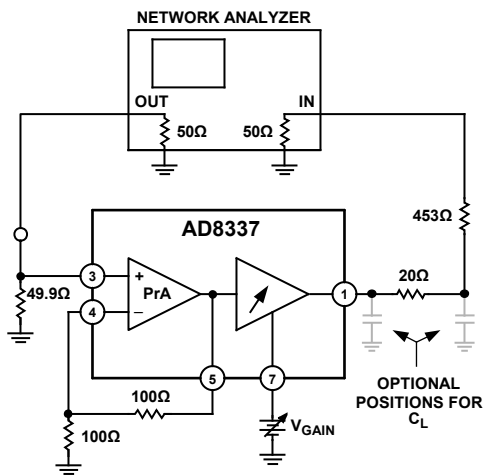 NETWORK ANALYZER
OUT
IN
50Ω
50Ω
453Ω
AD8337
49.9Ω
3
+
PrA
4
–
1
20Ω
5
7
OPTIONAL
POSITIONS FOR
CL
100Ω
100Ω
VGAIN